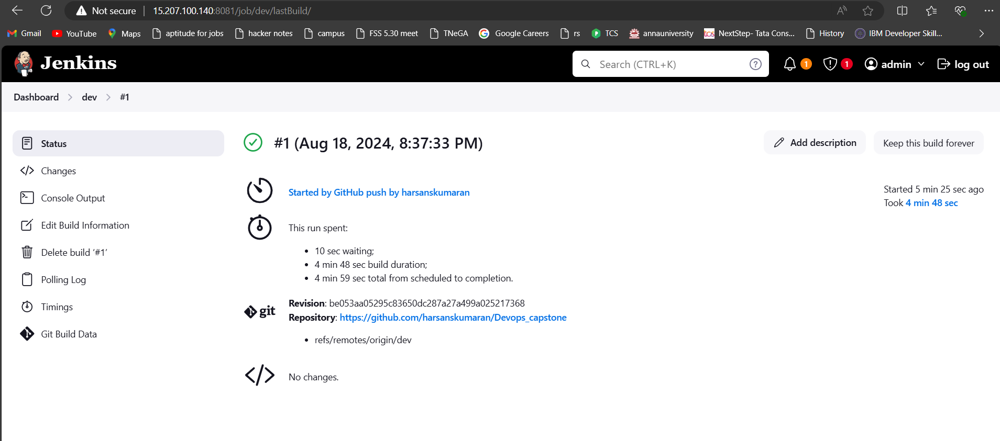 Not secure 15.207.100.140:8081/job/dev/lastBuild/
Gmail YouTube Maps aptitude for jobs hacker notes campus FSS 5.30 meet TNeGA Google Careers rs TCS annauniversity NextStep- Tata Cons... History IBM Developer Skill...
Jenkins Search (CTRL+K) 1 1 admin log out
Dashboard dev #1
Status
Changes
Console Output
Edit Build Information
Delete build ‘#1’
Polling Log
Timings
Git Build Data
#1 (Aug 18, 2024, 8:37:33 PM)
Add description Keep this build forever
Started by GitHub push by harsanskumaran
Started 5 min 25 sec ago
Took 4 min 48 sec
This run spent:
• 10 sec waiting;
• 4 min 48 sec build duration;
• 4 min 59 sec total from scheduled to completion.
git
Revision: be053aa05295c83650dc287a27a499a025217368
Repository: https://github.com/harsanskumaran/Devops_capstone
• refs/remotes/origin/dev
No changes.